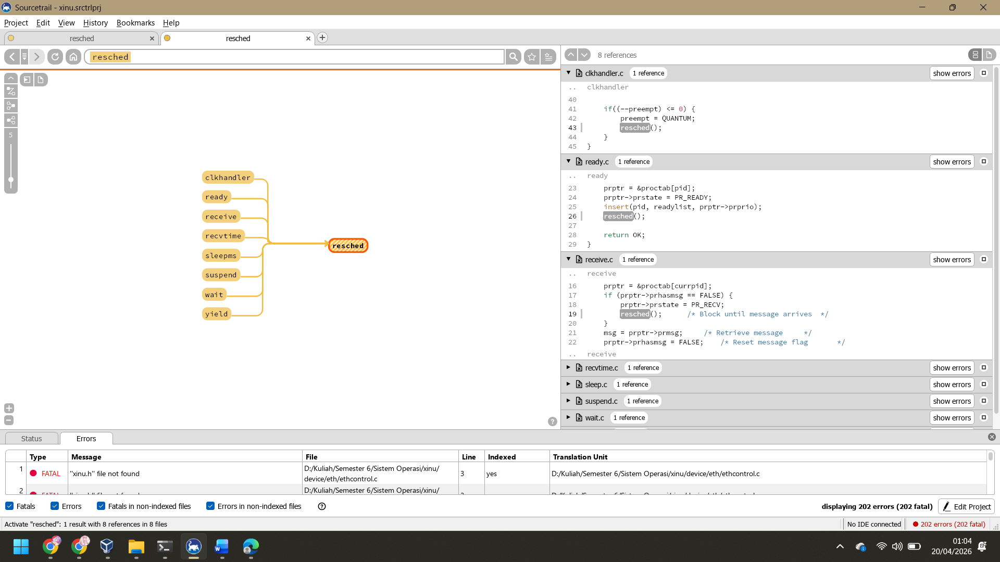 Sourcetrail - xinu.srctrlprj
Project Edit View History Bookmarks Help
resched
resched
resched
5
clkhandler
ready
receive
recvtime
sleepms
suspend
wait
yield
resched
8 references
clkhandler.c 1 reference show errors
.. clkhandler
40
41 if((--preempt) <= 0) {
42 preempt = QUANTUM;
43 resched();
44 }
45 }
ready.c 1 reference show errors
.. ready
23 prptr = &proctab[pid];
24 prptr->prstate = PR_READY;
25 insert(pid, readylist, prptr->prprio);
26 resched();
27
28 return OK;
29 }
receive.c 1 reference show errors
.. receive
16 prptr = &proctab[currpid];
17 if (prptr->prhasmsg == FALSE) {
18 prptr->prstate = PR_RECV;
19 resched(); /* Block until message arrives */
20 }
21 msg = prptr->prmsg; /* Retrieve message */
22 prptr->prhasmsg = FALSE; /* Reset message flag */
.. receive
recvtime.c 1 reference show errors
sleep.c 1 reference show errors
suspend.c 1 reference show errors
wait.c 1 reference show errors
Status Errors
Type Message File Line Indexed Translation Unit
1 FATAL "xinu.h" file not found D:/Kuliah/Semester 6/Sistem Operasi/xinu/ 3 yes D:/Kuliah/Semester 6/Sistem Operasi/xinu/device/eth/ethcontrol.c
device/eth/ethcontrol.c
2 FATAL D:/Kuliah/Semester 6/Sistem Operasi/xinu/
Fatals Errors Fatals in non-indexed files Errors in non-indexed files
displaying 202 errors (202 fatal) Edit Project
Activate "resched": 1 result with 8 references in 8 files
No IDE connected 202 errors (202 fatal)
01:04
20/04/2026